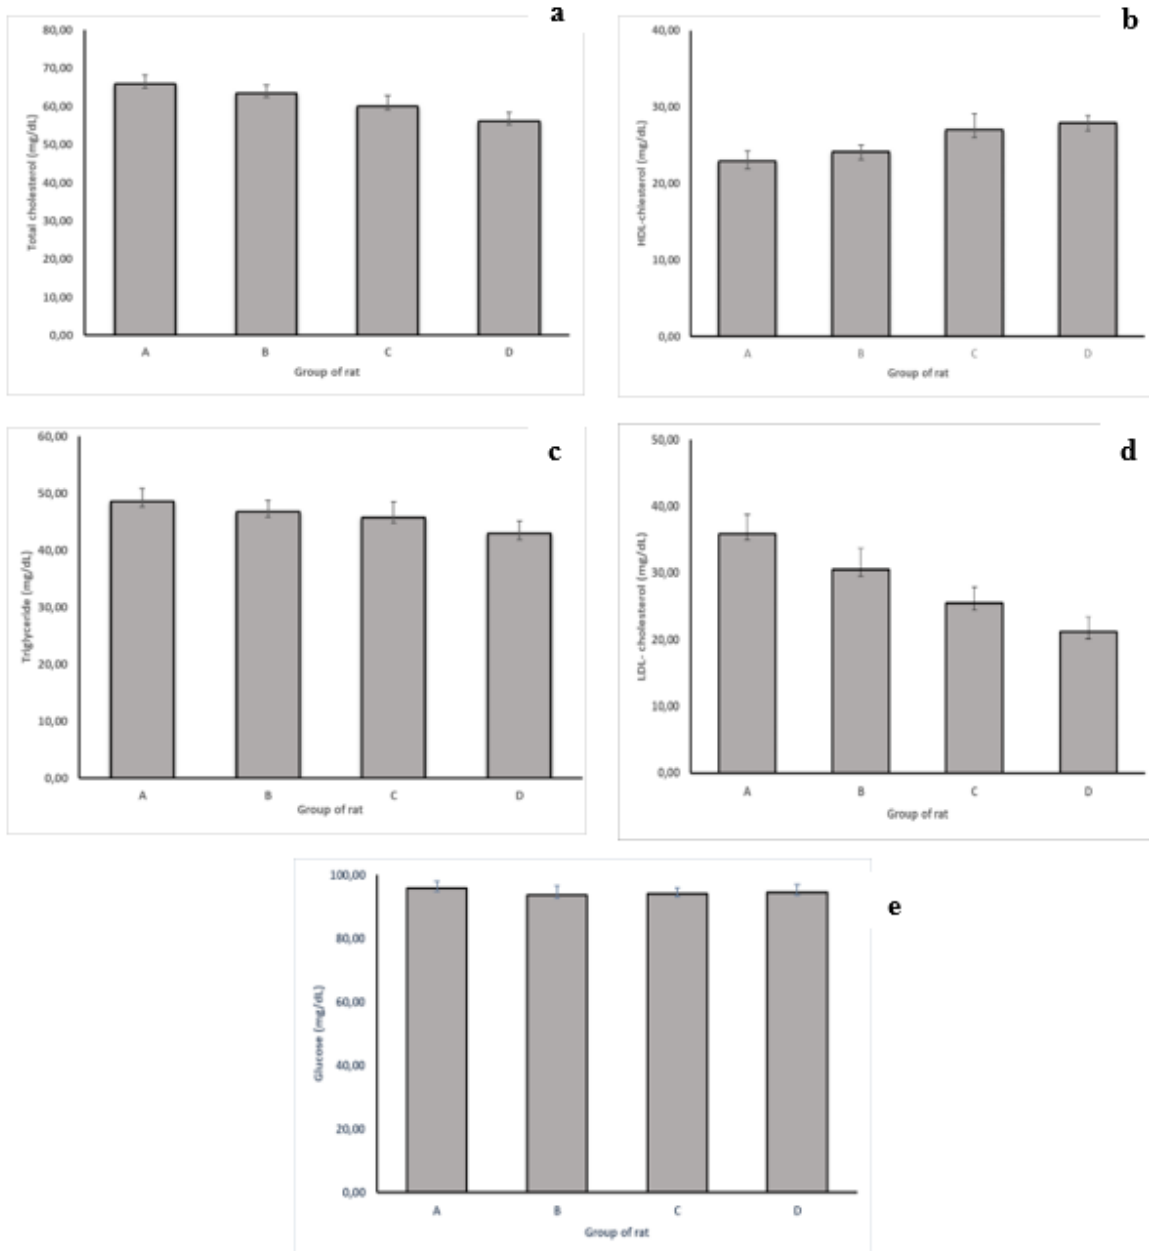 a
80,00
70,00
60,00
50,00
40,00
30,00
20,00
10,00
0,00
Total cholesterol (mg/dL)
A B C D
Group of rat
b
40,00
30,00
20,00
10,00
0,00
HDL-chlesterol (mg/dL)
A B C D
Group of rat
c
60,00
50,00
40,00
30,00
20,00
10,00
0,00
Triglyceride (mg/dL)
A B C D
Group of rat
d
50,00
40,00
30,00
20,00
10,00
0,00
LDL- cholesterol (mg/dL)
A B C D
Group of rat
e
100,00
80,00
60,00
40,00
20,00
0,00
Glucose (mg/dL)
A B C D
Group of rat